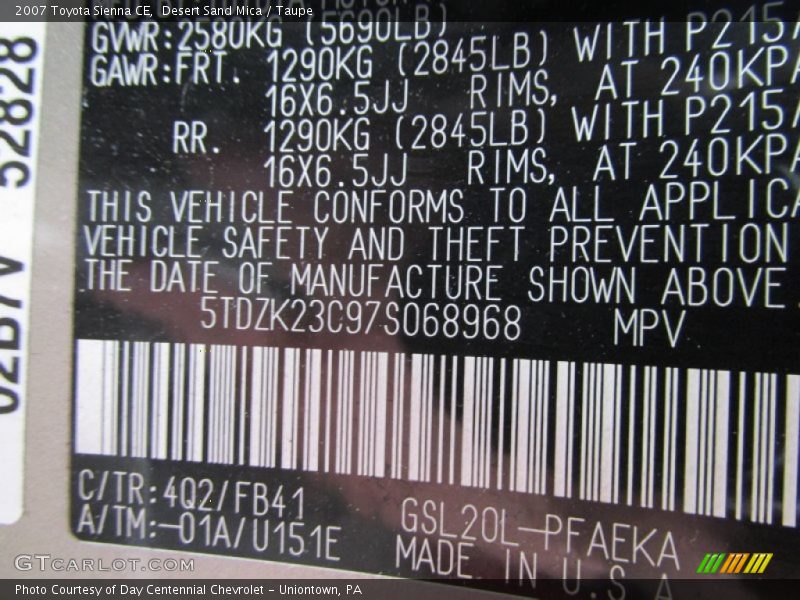 2007 Toyota Sienna CE, Desert Sand Mica / Taupe
GVWR:2580KG (5690LB)
GAWR:FRT. 1290KG (2845LB) WITH P215/
16X6.5JJ RIMS, AT 240KPA
RR. 1290KG (2845LB) WITH P215/
16X6.5JJ RIMS, AT 240KPA
THIS VEHICLE CONFORMS TO ALL APPLICA
VEHICLE SAFETY AND THEFT PREVENTION
THE DATE OF MANUFACTURE SHOWN ABOVE
5TDZK23C97S068968 MPV
C/TR:4Q2/FB41
A/TM:-01A/U151E
GSL20L-PFAEKA
MADE IN U.S.A
02B7V 52828
GTCARLOT.COM
Photo Courtesy of Day Centennial Chevrolet - Uniontown, PA